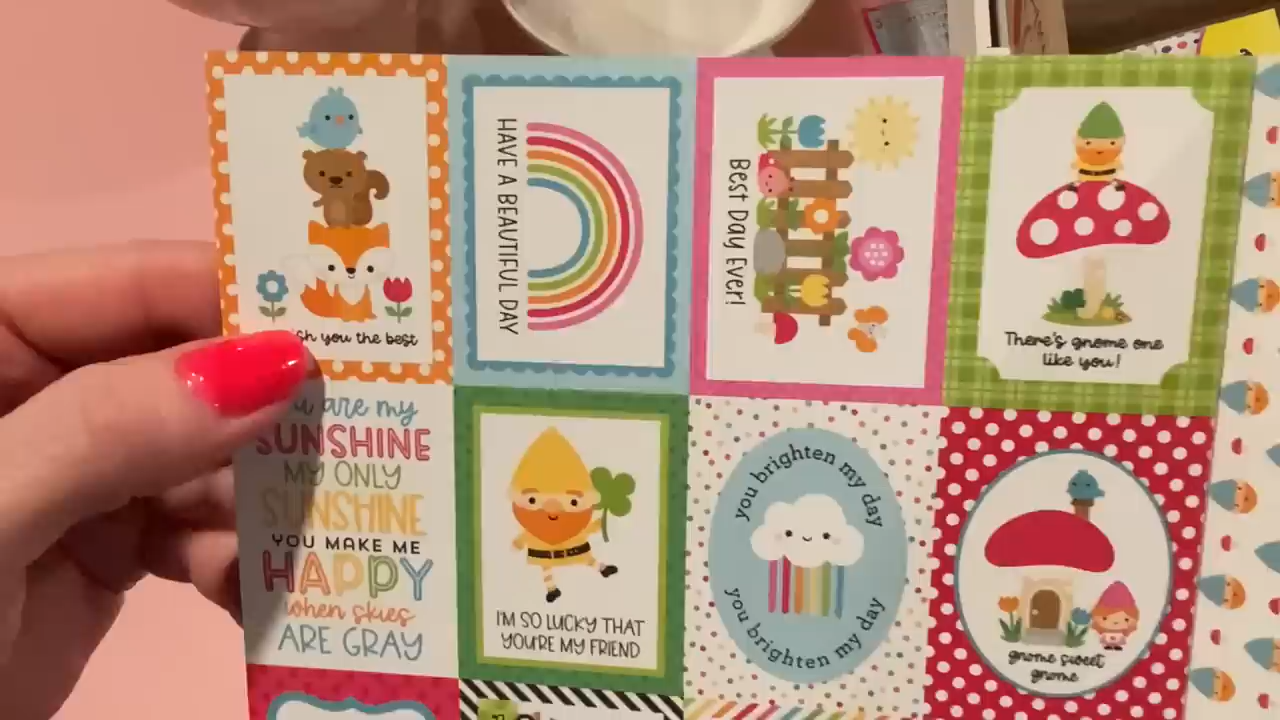 you the best
HAVE A BEAUTIFUL DAY
BEST DAY EVER!
There's gnome one
like you!
are my
SUNSHINE
MY ONLY
SUNSHINE
YOU MAKE ME
HAPPY
when skies
ARE GRAY
I'M SO LUCKY THAT
YOU'RE MY FRIEND
you brighten my day
you brighten my day
gnome sweet
gnome